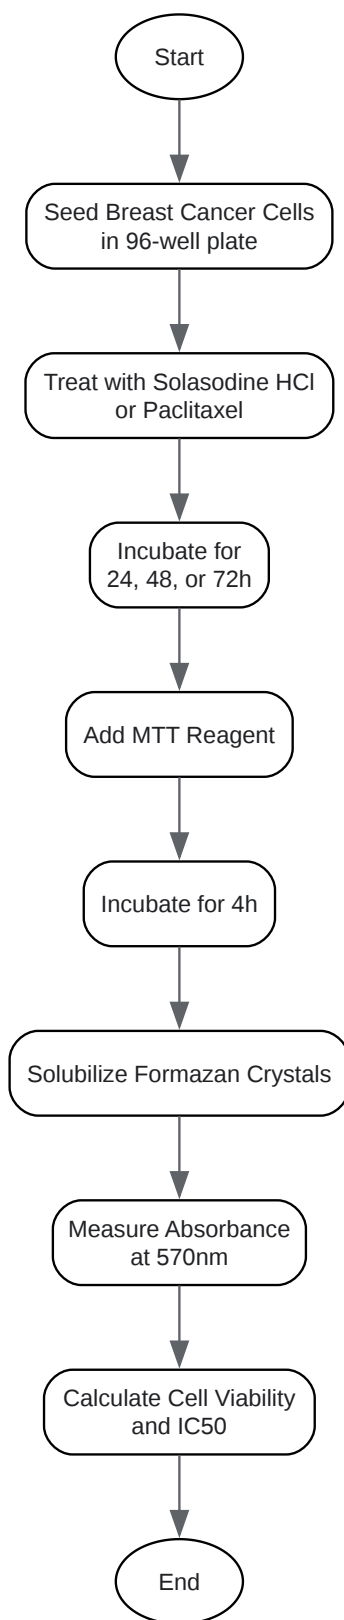 Start
Seed Breast Cancer Cells
in 96-well plate
Treat with Solasodine HCl
or Paclitaxel
Incubate for
24, 48, or 72h
Add MTT Reagent
Incubate for 4h
Solubilize Formazan Crystals
Measure Absorbance
at 570nm
Calculate Cell Viability
and IC50
End